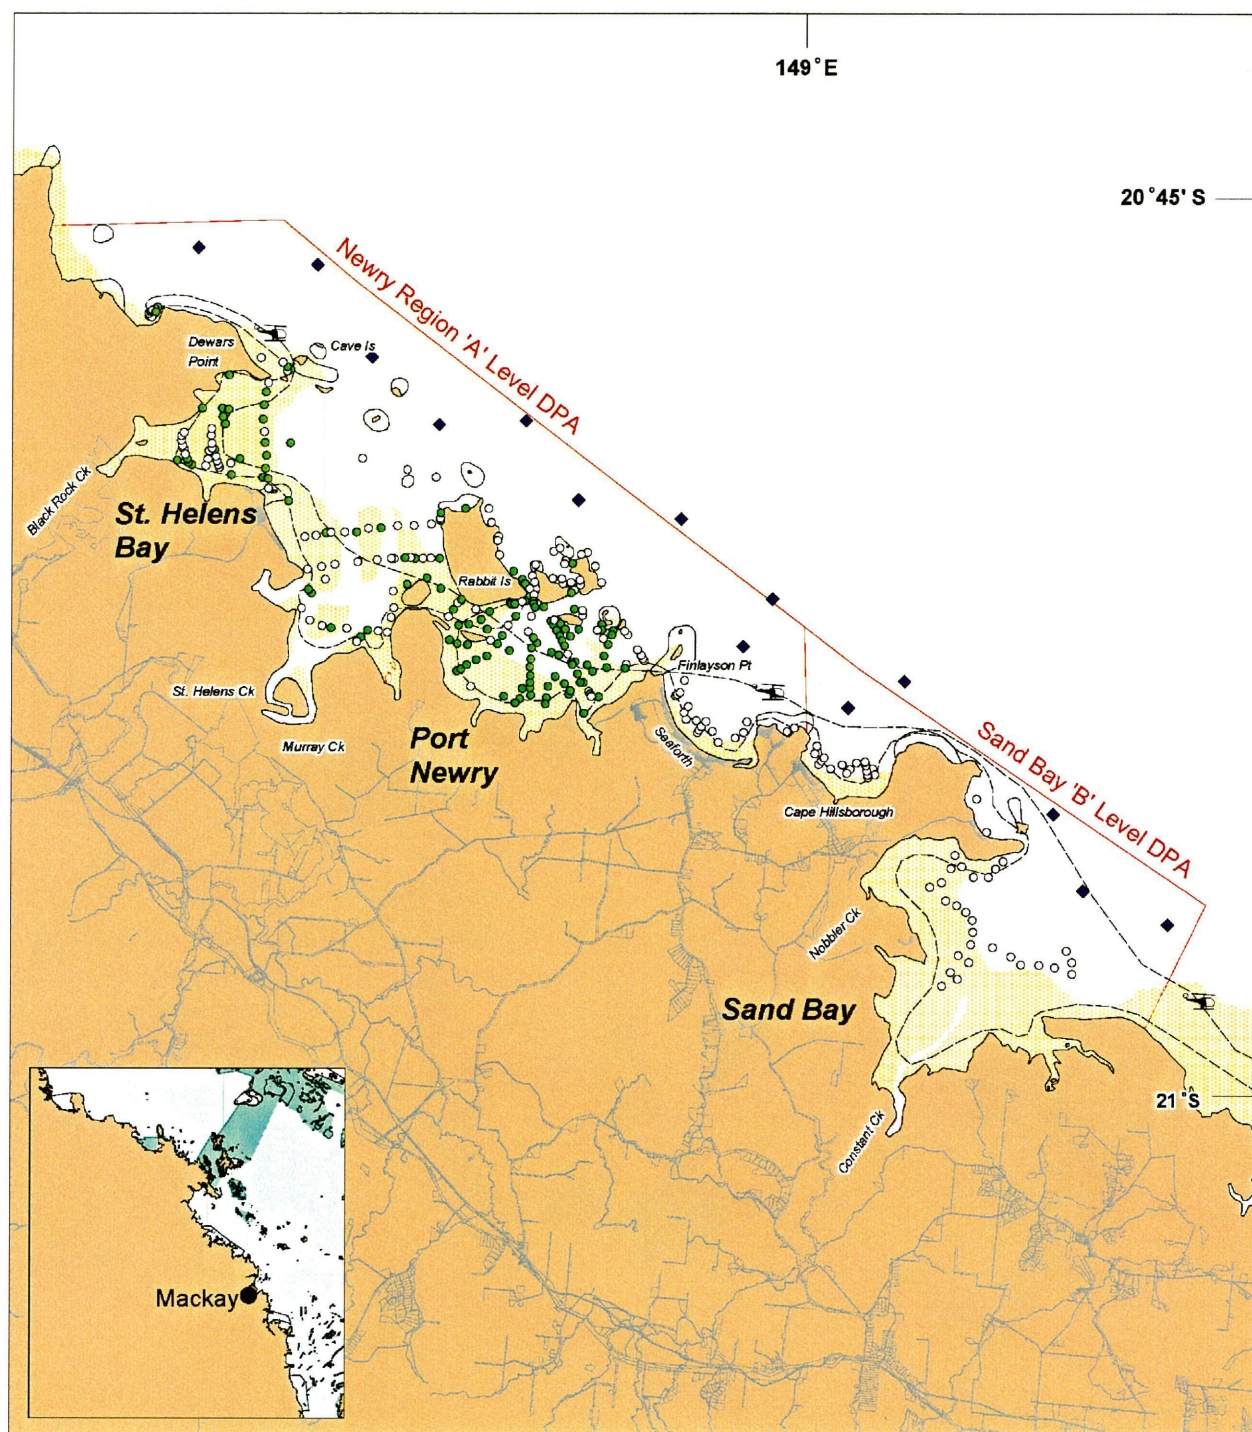 149°E
20°45' S
Newry Region 'A' Level DPA
Dewars
Point
Cave Is
Black Rock Ck
St. Helens
Bay
Rabbit Is
Finlayson Pt
St. Helens Ck
Murray Ck
Port
Newry
Seaforth
Sand Bay 'B' Level DPA
Cape Hillsborough
Nobbler Ck
Sand Bay
21°S
Constant Ck
Mackay